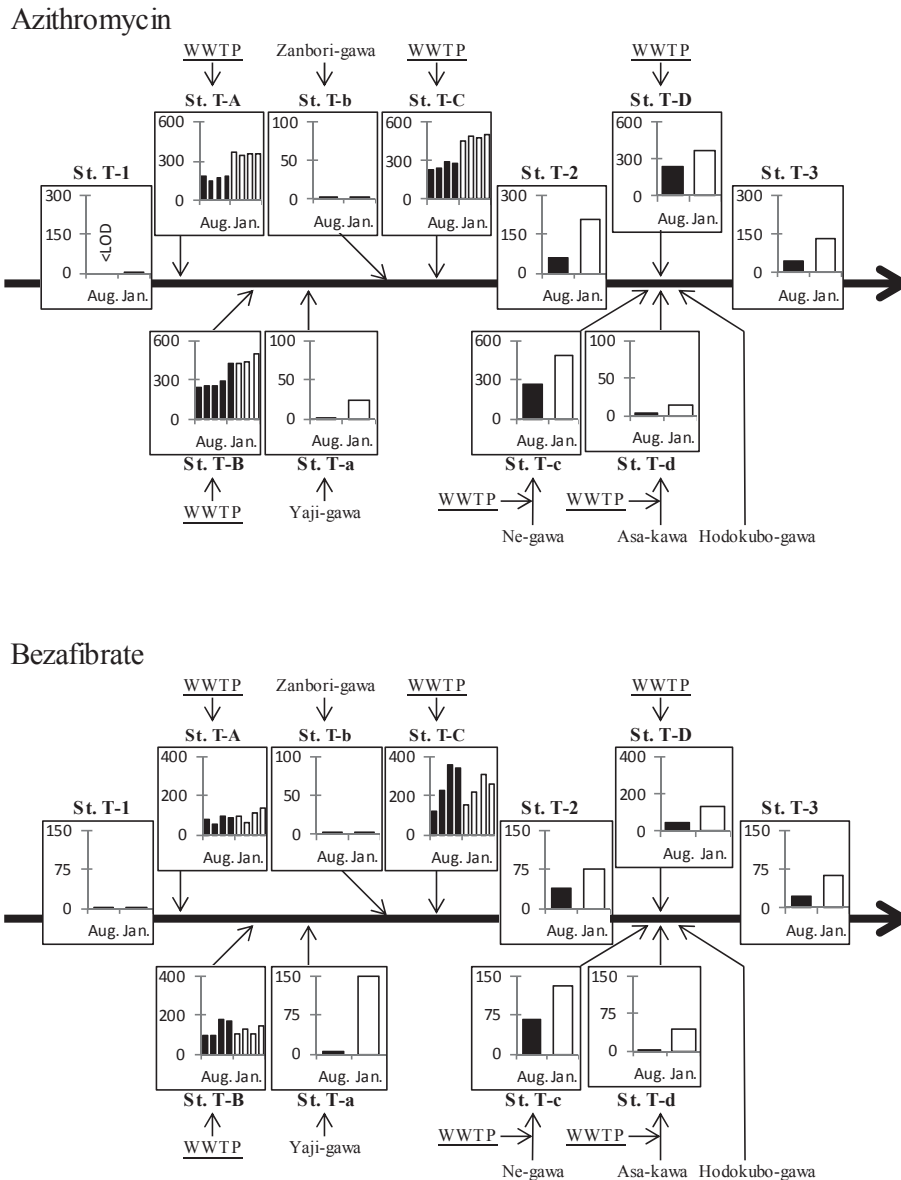 Azithromycin
WWTP Zanbori-gawa WWTP WWTP
St. T-A St. T-b St. T-C St. T-D
600 300 0 Aug. Jan.
100 50 0 Aug. Jan.
600 300 0 Aug. Jan.
600 300 0 Aug. Jan.
St. T-1 St. T-2 St. T-3
300 150 0 <LOD Aug. Jan.
300 150 0 Aug. Jan.
300 150 0 Aug. Jan.
600 300 0 Aug. Jan.
100 50 0 Aug. Jan.
600 300 0 Aug. Jan.
100 50 0 Aug. Jan.
St. T-B St. T-a St. T-c St. T-d
WWTP Yaji-gawa WWTP WWTP
Ne-gawa Asa-kawa Hodokubo-gawa
Bezafibrate
WWTP Zanbori-gawa WWTP WWTP
St. T-A St. T-b St. T-C St. T-D
400 200 0 Aug. Jan.
100 50 0 Aug. Jan.
400 200 0 Aug. Jan.
400 200 0 Aug. Jan.
St. T-1 St. T-2 St. T-3
150 75 0 Aug. Jan.
150 75 0 Aug. Jan.
150 75 0 Aug. Jan.
400 200 0 Aug. Jan.
150 75 0 Aug. Jan.
150 75 0 Aug. Jan.
150 75 0 Aug. Jan.
St. T-B St. T-a St. T-c St. T-d
WWTP Yaji-gawa WWTP WWTP
Ne-gawa Asa-kawa Hodokubo-gawa